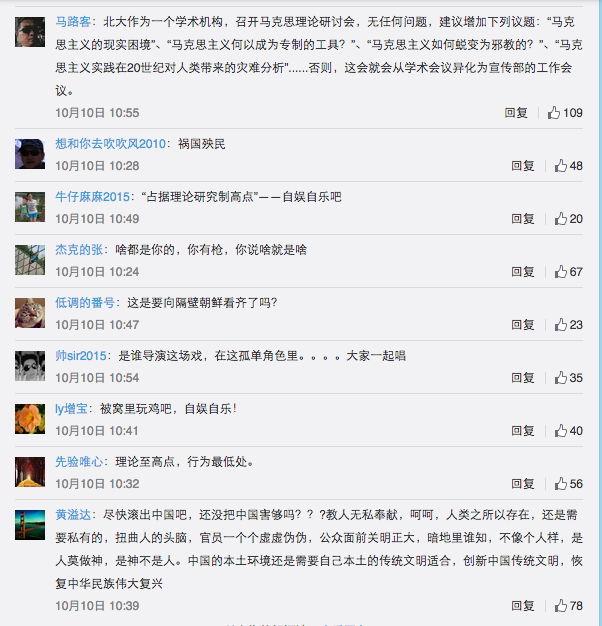 马路客：北大作为一个学术机构，召开马克思理论研讨会，无任何问题，建议增加下列议题：“马克
思主义的现实困境”、“马克思主义何以成为专制的工具？”、“马克思主义如何蜕变为邪教的？”、“马克
思主义实践在20世纪对人类带来的灾难分析"......否则，这会就会从学术会议异化为宣传部的工作会
议。
10月10日 10:55 回复 109
想和你去吹吹风2010：祸国殃民
10月10日 10:28 回复 48
牛仔麻麻2015：“占据理论研究制高点”——自娱自乐吧
10月10日 10:49 回复 20
杰克的张：啥都是你的，你有枪，你说啥就是啥
10月10日 10:24 回复 67
低调的番号：这是要向隔壁朝鲜看齐了吗？
10月10日 10:47 回复 23
帅sir2015：是谁导演这场戏，在这孤单角色里。。。。大家一起唱
10月10日 10:54 回复 35
ly增宝：被窝里玩鸡吧，自娱自乐！
10月10日 10:41 回复 40
先验唯心：理论至高点，行为最低处。
10月10日 10:32 回复 56
黄溢达：尽快滚出中国吧，还没把中国害够吗？？?教人无私奉献，呵呵，人类之所以存在，还是需
要私有的，扭曲人的头脑，官员一个个虚虚伪伪，公众面前关明正大，暗地里谁知，不像个人样，是
人莫做神，是神不是人。中国的本土环境还是需要自己本土的传统文明适合，创新中国传统文明，恢
复中华民族伟大复兴
10月10日 10:39 回复 78